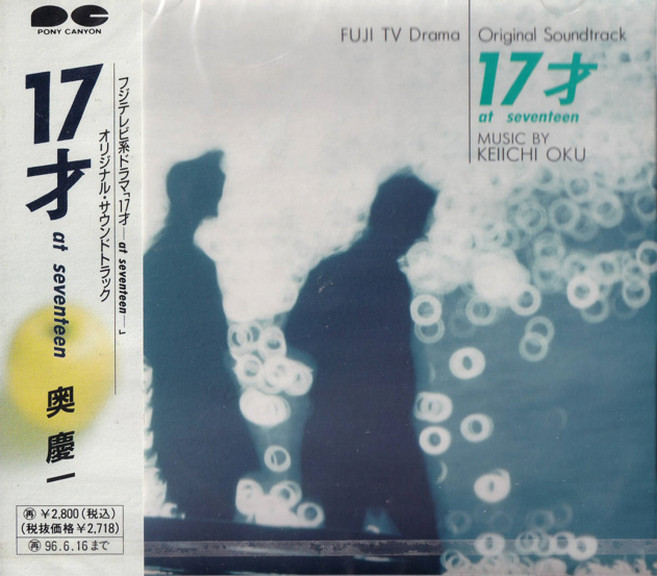 PONY CANYON
17才
at seventeen
奥 慶一
フジテレビ系ドラマ「17才—at seventeen—」
オリジナル・サウンドトラック
再 ¥2,800(税込)
(税抜価格¥2,718)
再 96.6.16まで
FUJI TV Drama
Original Soundtrack
17才
at seventeen
MUSIC BY
KEIICHI OKU